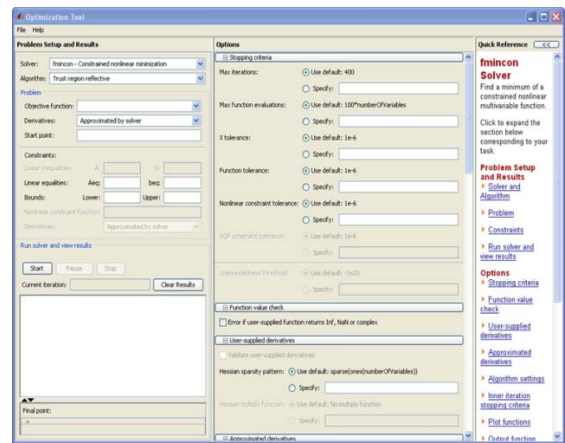 Optimization Tool
File Help
Problem Setup and Results
Solver: fmincon - Constrained nonlinear minimization
Algorithm: Trust region reflective
Problem
Objective function:
Derivatives: Approximated by solver
Start point:
Constraints:
Linear inequalities: A: b:
Linear equalities: Aeq: beq:
Bounds: Lower: Upper:
Nonlinear constraint function:
Derivatives: Approximated by solver
Run solver and view results
Start Pause Stop
Current iteration: Clear Results
Final point:
Options
Stopping criteria
Max iterations: Use default: 400
Specify:
Max function evaluations: Use default: 100*numberOfVariables
Specify:
X tolerance: Use default: 1e-6
Specify:
Function tolerance: Use default: 1e-6
Specify:
Nonlinear constraint tolerance: Use default: 1e-6
Specify:
SQP constraint tolerance: Use default: 1e-6
Specify:
Unboundedness threshold: Use default: -1e20
Specify:
Function value check
Error if user-supplied function returns Inf, NaN or complex
User-supplied derivatives
Validate user-supplied derivatives
Hessian sparsity pattern: Use default: sparse(ones(numberOfVariables))
Specify:
Hessian multiply function: Use default: No multiply function
Specify:
Approximated derivatives
Quick Reference <<
fmincon
Solver
Find a minimum of a
constrained nonlinear
multivariable function.
Click to expand the
section below
corresponding to your
task.
Problem Setup
and Results
Solver and
Algorithm
Problem
Constraints
Run solver and
view results
Options
Stopping criteria
Function value
check
User-supplied
derivatives
Approximated
derivatives
Algorithm settings
Inner iteration
stopping criteria
Plot functions
Output function